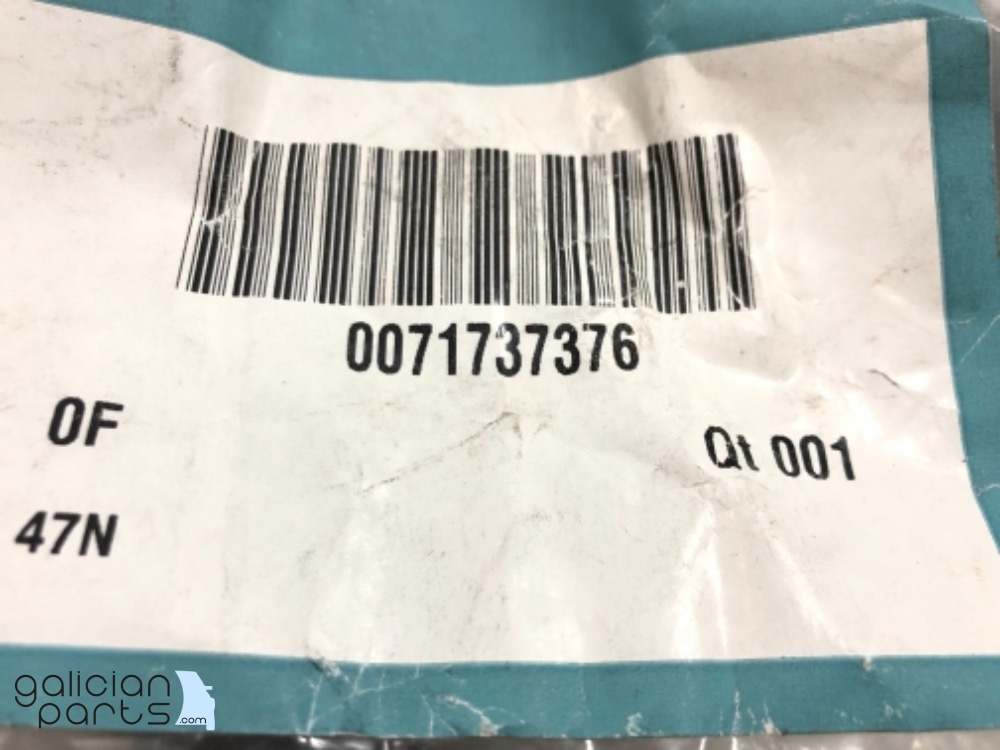 0071737376
0F
Qt 001
47N
galician
parts.com